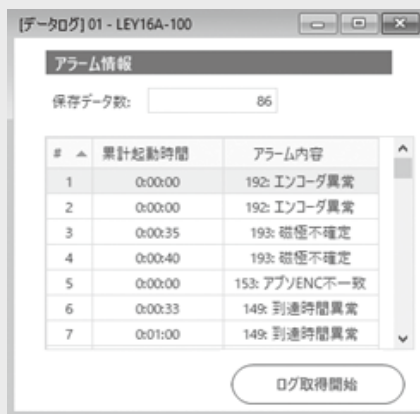 [データログ] 01 - LEY16A-100
アラーム情報
保存データ数: 86
# 累計起動時間 アラーム内容
1 0:00:00 192: エンコーダ異常
2 0:00:00 192: エンコーダ異常
3 0:00:35 193: 磁極不確定
4 0:00:40 193: 磁極不確定
5 0:00:00 153: アブソENC不一致
6 0:00:33 149: 到達時間異常
7 0:01:00 149: 到達時間異常
ログ取得開始